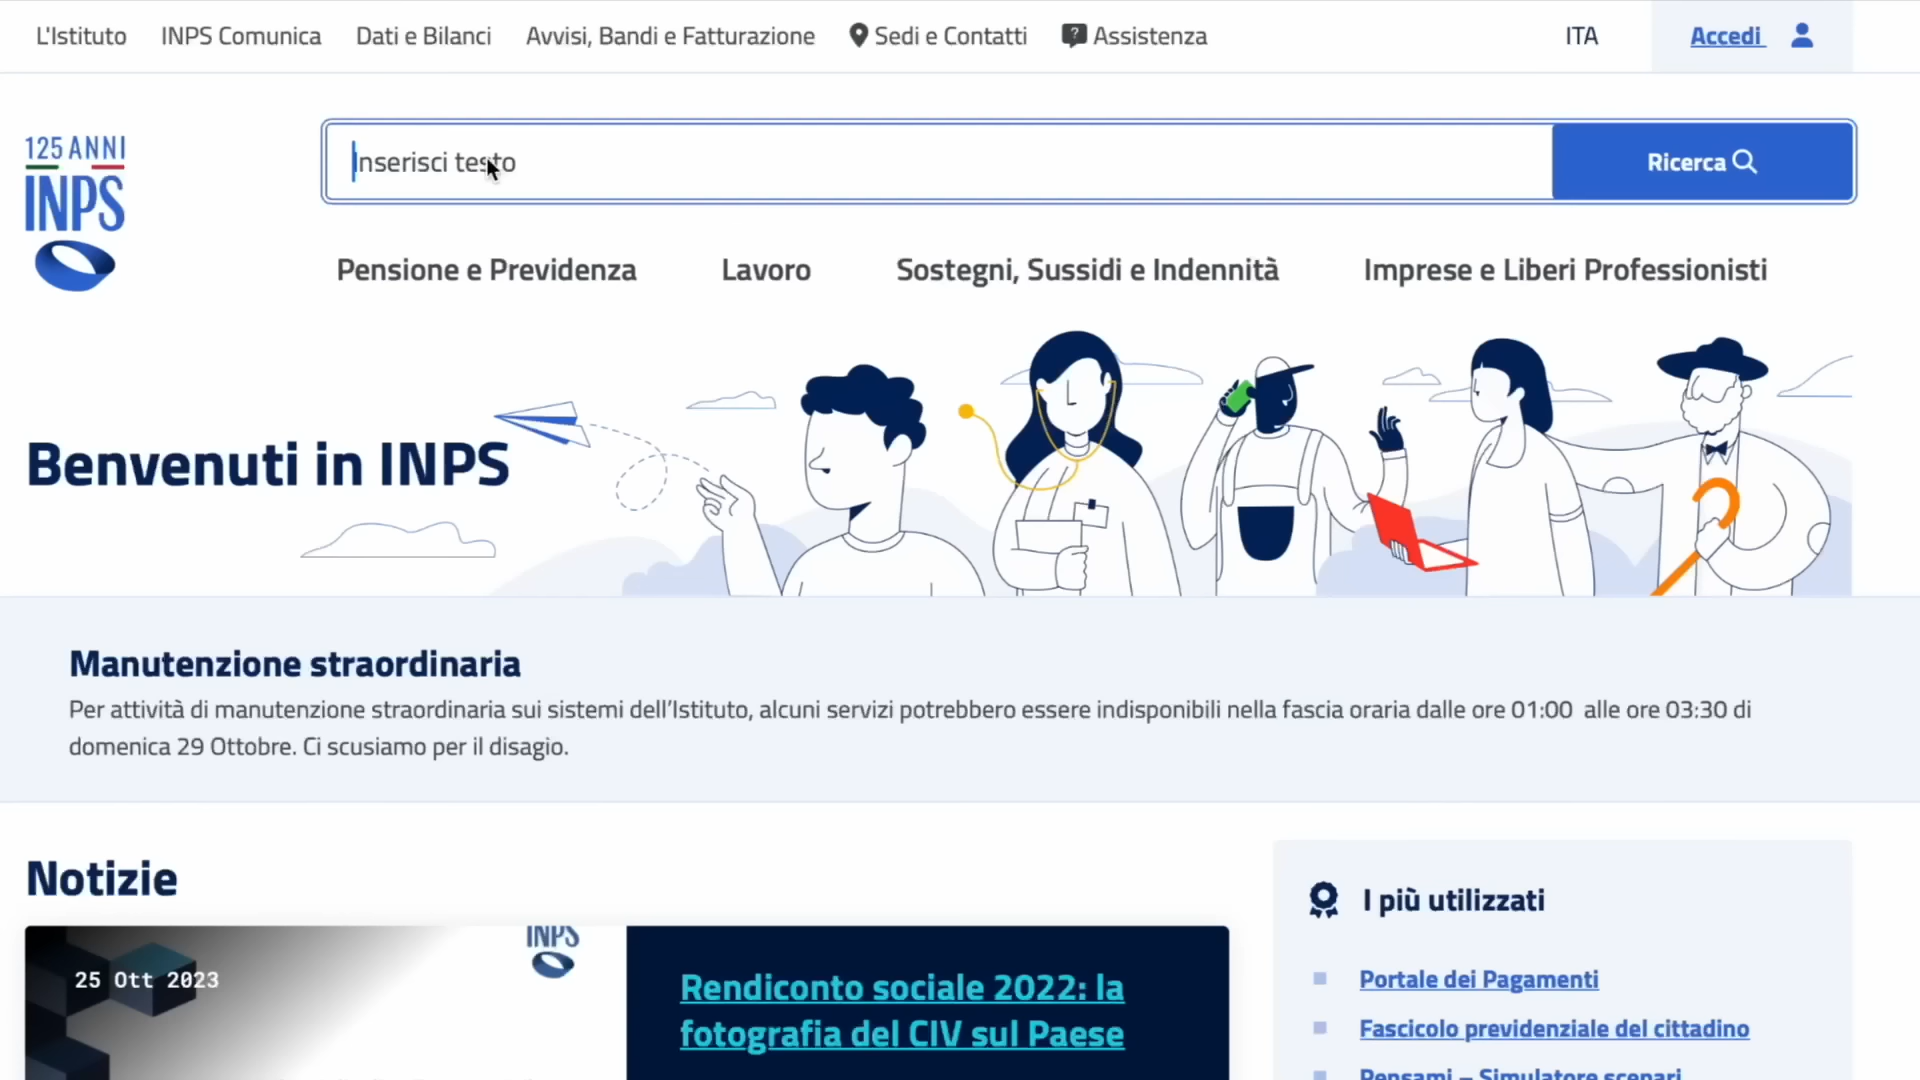 L'Istituto INPS Comunica Dati e Bilanci Avvisi, Bandi e Fatturazione Sedi e Contatti Assistenza ITA Accedi
125 ANNI
INPS
Inserisci testo
Ricerca
Pensione e Previdenza Lavoro Sostegni, Sussidi e Indennità Imprese e Liberi Professionisti
Benvenuti in INPS
Manutenzione straordinaria
Per attività di manutenzione straordinaria sui sistemi dell'Istituto, alcuni servizi potrebbero essere indisponibili nella fascia oraria dalle ore 01:00 alle ore 03:30 di
domenica 29 Ottobre. Ci scusiamo per il disagio.
Notizie
25 Ott 2023
INPS
Rendiconto sociale 2022: la
fotografia del CIV sul Paese
I più utilizzati
Portale dei Pagamenti
Fascicolo previdenziale del cittadino
Pensami – Simulatore scenari